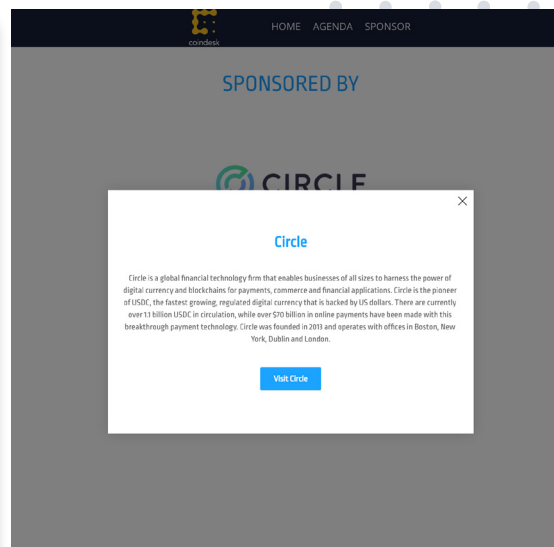 coindesk
HOME AGENDA SPONSOR
SPONSORED BY
CIRCLE
Circle
Circle is a global financial technology firm that enables businesses of all sizes to harness the power of
digital currency and blockchains for payments, commerce and financial applications. Circle is the pioneer
of USDC, the fastest growing, regulated digital currency that is backed by US dollars. There are currently
over 1.1 billion USDC in circulation, while over $70 billion in online payments have been made with this
breakthrough payment technology. Circle was founded in 2013 and operates with offices in Boston, New
York, Dublin and London.
Visit Circle